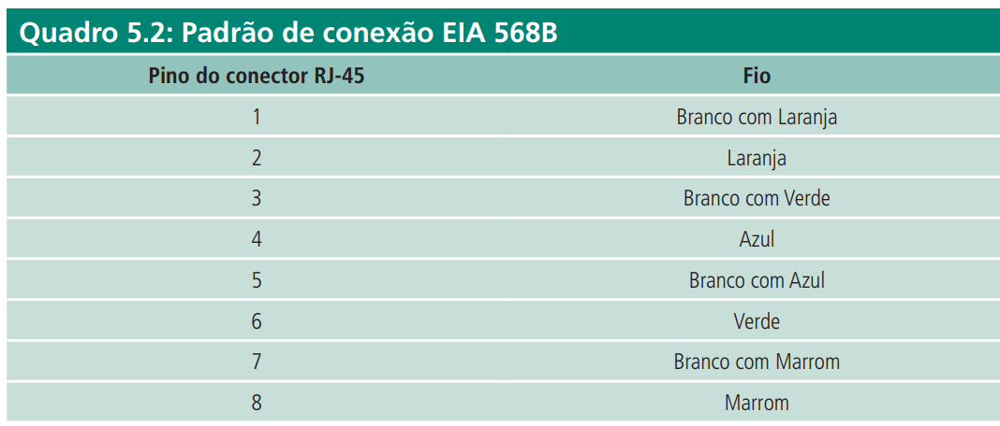 Quadro 5.2: Padrão de conexão EIA 568B
Pino do conector RJ-45 Fio
1 Branco com Laranja
2 Laranja
3 Branco com Verde
4 Azul
5 Branco com Azul
6 Verde
7 Branco com Marrom
8 Marrom